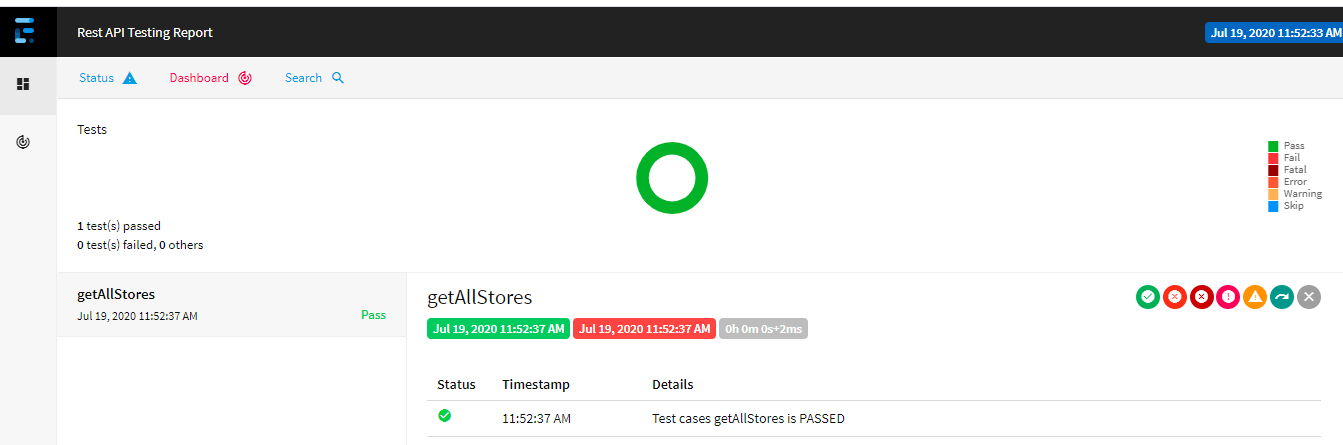 Rest API Testing Report
Jul 19, 2020 11:52:33 AM
Status
Dashboard
Search
Tests
Pass
Fail
Fatal
Error
Warning
Skip
1 test(s) passed
0 test(s) failed, 0 others
getAllStores
Jul 19, 2020 11:52:37 AM
Pass
getAllStores
Jul 19, 2020 11:52:37 AM Jul 19, 2020 11:52:37 AM 0h 0m 0s+2ms
Status Timestamp Details
11:52:37 AM Test cases getAllStores is PASSED